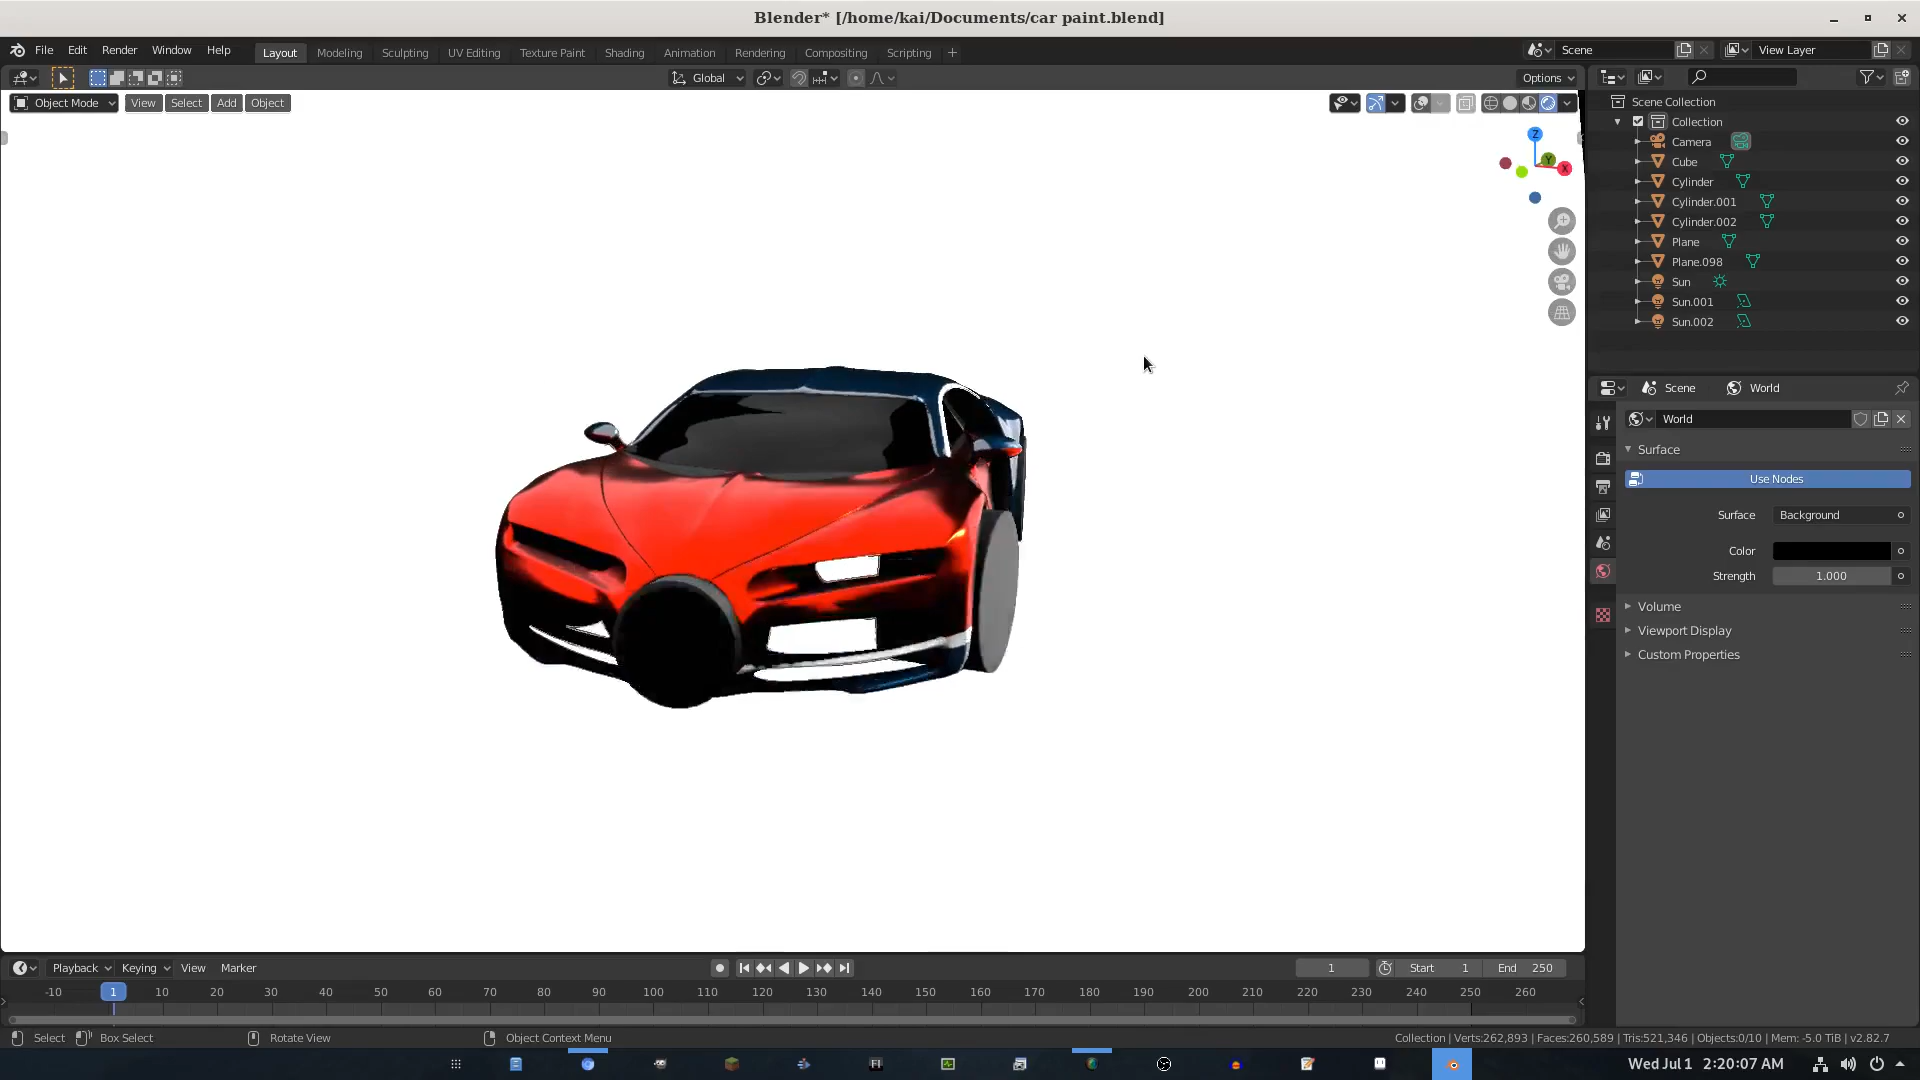 Blender* [/home/kai/Documents/car paint.blend]
File Edit Render Window Help Layout Modeling Sculpting UV Editing Texture Paint Shading Animation Rendering Compositing Scripting + Scene View Layer
Global Options
Object Mode View Select Add Object
Z
Y
X
Scene Collection
Collection
Camera
Cube
Cylinder
Cylinder.001
Cylinder.002
Plane
Plane.098
Sun
Sun.001
Sun.002
Scene World
World
Surface
Use Nodes
Surface Background
Color
Strength 1.000
Volume
Viewport Display
Custom Properties
Playback Keying View Marker 1 Start 1 End 250
-10 1 10 20 30 40 50 60 70 80 90 100 110 120 130 140 150 160 170 180 190 200 210 220 230 240 250 260
Select Box Select Rotate View Object Context Menu Collection | Verts:262,893 | Faces:260,589 | Tris:521,346 | Objects:0/10 | Mem: -5.0 TiB | v2.82.7
FI Wed Jul 1 2:20:07 AM